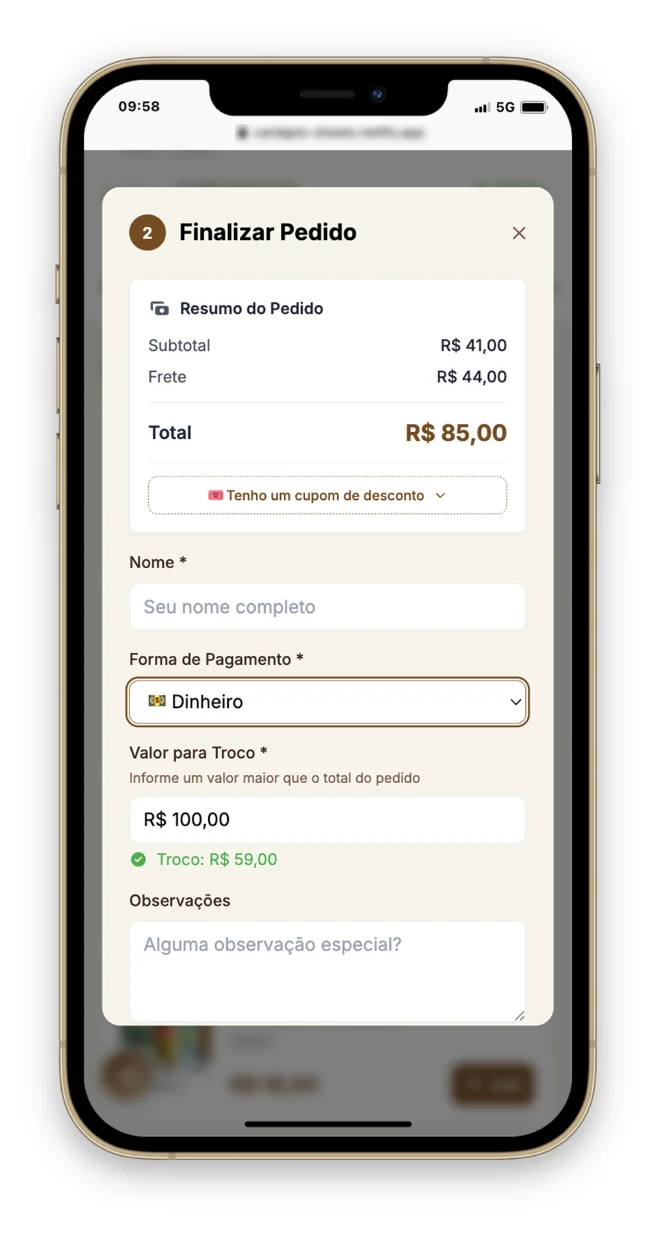 09:58
5G
2 Finalizar Pedido
Resumo do Pedido
Subtotal R$ 41,00
Frete R$ 44,00
Total R$ 85,00
Tenho um cupom de desconto
Nome *
Seu nome completo
Forma de Pagamento *
Dinheiro
Valor para Troco *
Informe um valor maior que o total do pedido
R$ 100,00
Troco: R$ 59,00
Observações
Alguma observação especial?